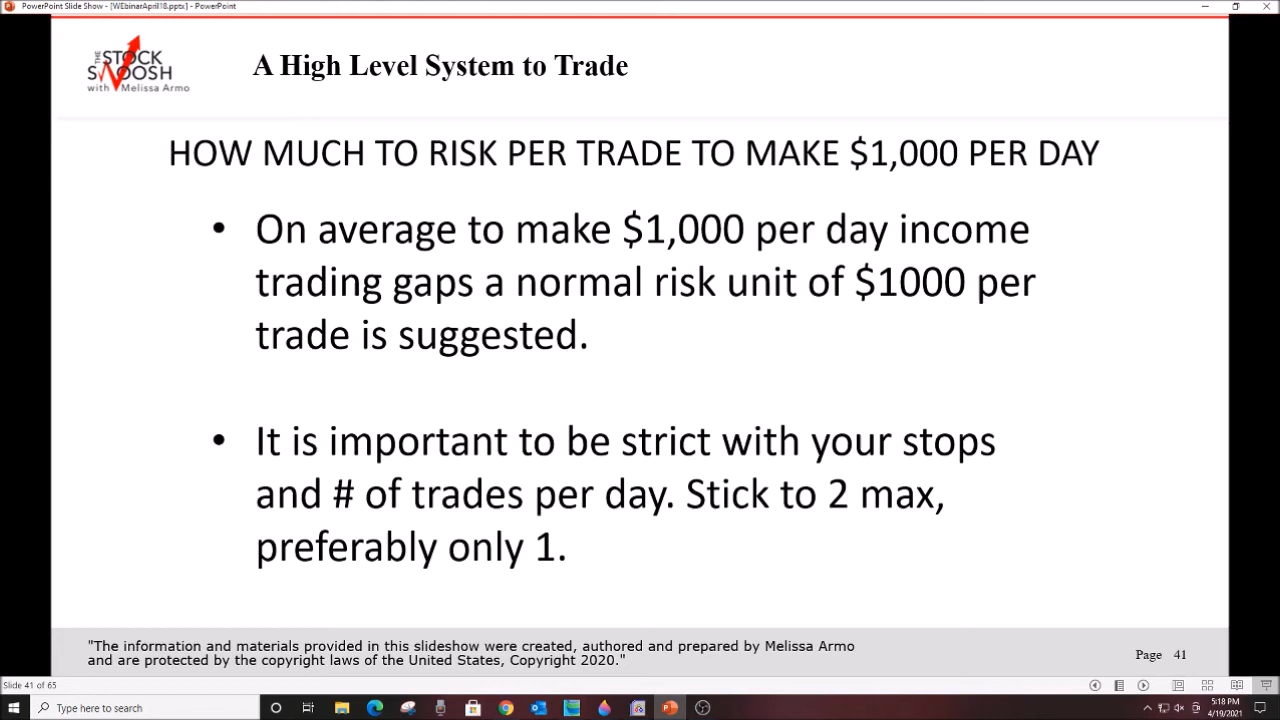 PowerPoint Slide Show - [WEbinarApril18.pptx] - PowerPoint
THE
STOCK
SWOOSH
with Melissa Armo
A High Level System to Trade
HOW MUCH TO RISK PER TRADE TO MAKE $1,000 PER DAY
• On average to make $1,000 per day income
trading gaps a normal risk unit of $1000 per
trade is suggested.
• It is important to be strict with your stops
and # of trades per day. Stick to 2 max,
preferably only 1.
"The information and materials provided in this slideshow were created, authored and prepared by Melissa Armo
and are protected by the copyright laws of the United States, Copyright 2020."
Page 41
Slide 41 of 65
Type here to search
5:18 PM
4/19/2021